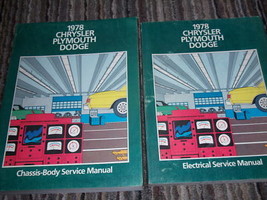 1978
CHRYSLER
PLYMOUTH
DODGE
Chassis-Body Service Manual
1978
CHRYSLER
PLYMOUTH
DODGE
Electrical Service Manual